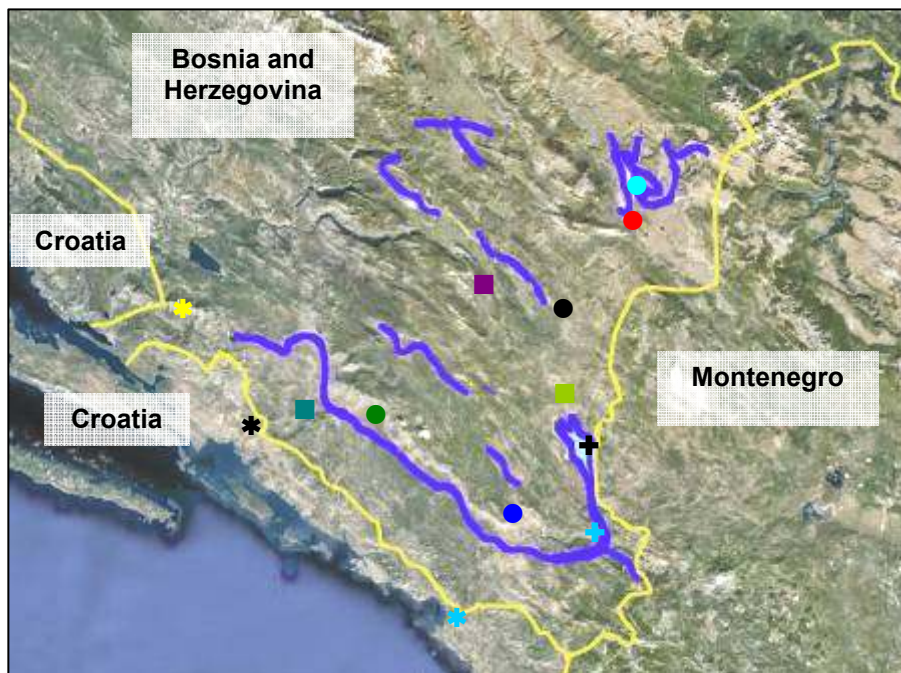 Bosnia and
Herzegovina
Croatia
Croatia
Montenegro